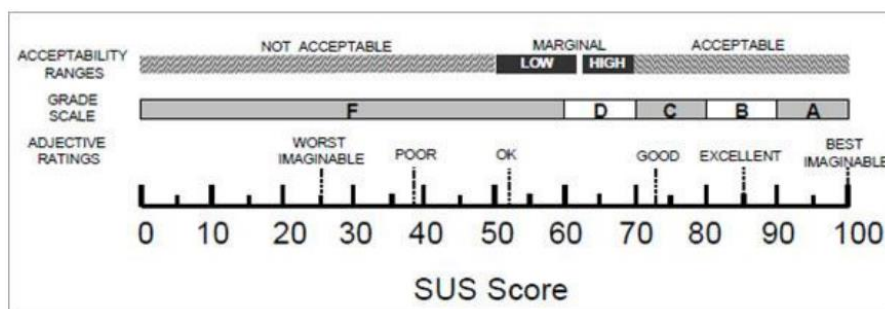 NOT ACCEPTABLE MARGINAL ACCEPTABLE
ACCEPTABILITY RANGES
LOW HIGH
GRADE SCALE
F D C B A
ADJECTIVE RATINGS
WORST IMAGINABLE
POOR
OK
GOOD
EXCELLENT
BEST IMAGINABLE
0 10 20 30 40 50 60 70 80 90 100
SUS Score